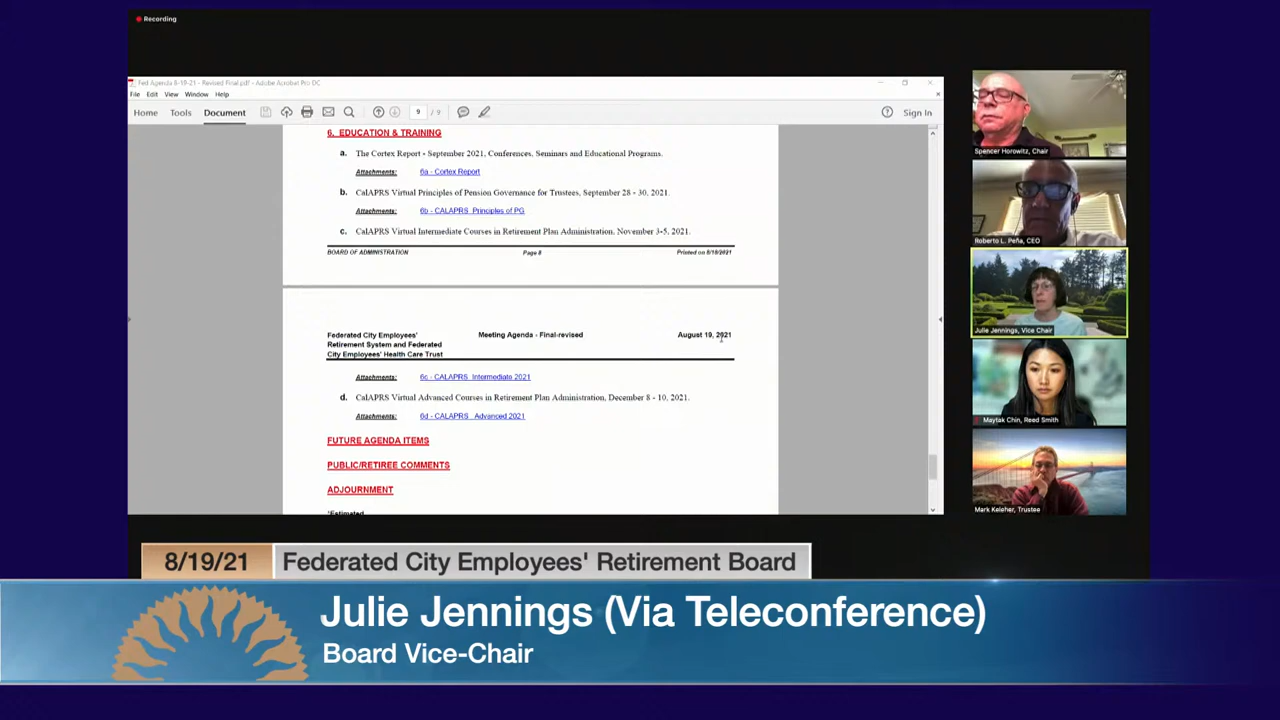 Recording
Fed Agenda 8-19-21 - Revised Final.pdf - Adobe Acrobat Pro DC
File Edit View Window Help
Home Tools Document 9 / 9 Sign In
6. EDUCATION & TRAINING
a. The Cortex Report - September 2021, Conferences, Seminars and Educational Programs.
Attachments: 6a - Cortex Report
b. CalAPRS Virtual Principles of Pension Governance for Trustees, September 28 - 30, 2021.
Attachments: 6b - CALAPRS Principles of PG
c. CalAPRS Virtual Intermediate Courses in Retirement Plan Administration, November 3-5, 2021.
BOARD OF ADMINISTRATION Page 8 Printed on 8/18/2021
Federated City Employees' Meeting Agenda - Final-revised August 19, 2021
Retirement System and Federated
City Employees' Health Care Trust
Attachments: 6c - CALAPRS Intermediate 2021
d. CalAPRS Virtual Advanced Courses in Retirement Plan Administration, December 8 - 10, 2021.
Attachments: 6d - CALAPRS Advanced 2021
FUTURE AGENDA ITEMS
PUBLIC/RETIREE COMMENTS
ADJOURNMENT
*Estimated
Spencer Horowitz, Chair
Roberto L. Peña, CEO
Julie Jennings, Vice Chair
Maytak Chin, Reed Smith
Mark Keleher, Trustee
8/19/21 Federated City Employees' Retirement Board
Julie Jennings (Via Teleconference)
Board Vice-Chair